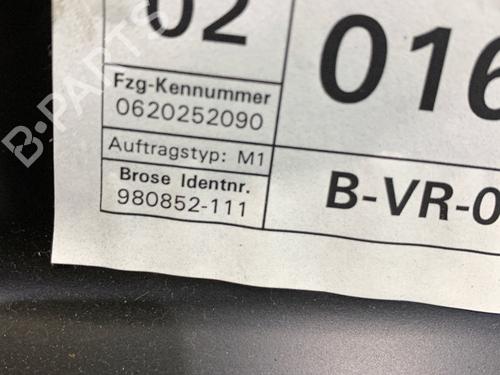 02
016
Fzg-Kennummer
0620252090
Auftragstyp: M1
Brose Identnr.
980852-111
B-VR-0
B-PARTS